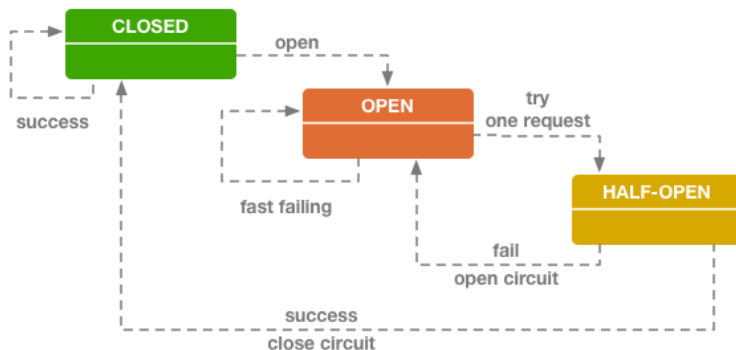 CLOSED
open
success
OPEN
try
one request
fast failing
HALF-OPEN
fail
open circuit
success
close circuit